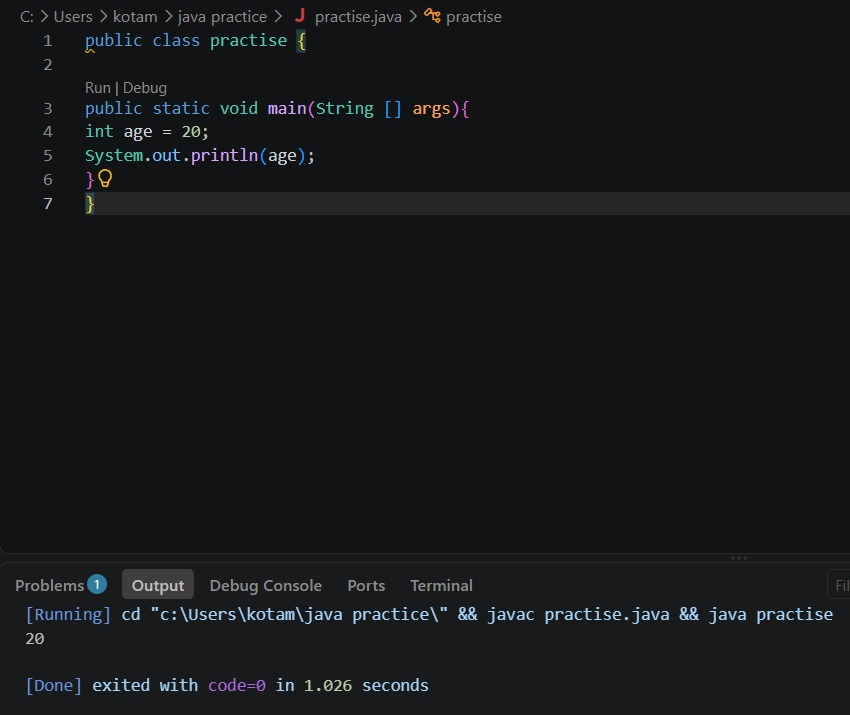 C: > Users > kotam > java practice > J practise.java > practise
1 public class practise {
2
Run | Debug
3 public static void main(String [] args){
4 int age = 20;
5 System.out.println(age);
6 }
7 }
Problems 1 Output Debug Console Ports Terminal Fil
[Running] cd "c:\Users\kotam\java practice\" && javac practise.java && java practise
20
[Done] exited with code=0 in 1.026 seconds